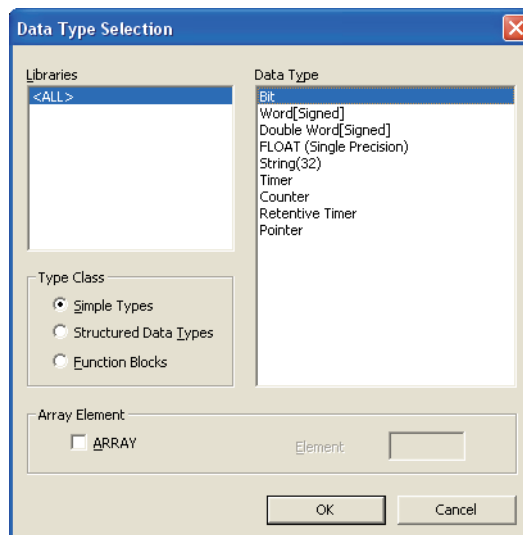 Data Type Selection
Libraries
<ALL>
Data Type
Bit
Word[Signed]
Double Word[Signed]
FLOAT (Single Precision)
String(32)
Timer
Counter
Retentive Timer
Pointer
Type Class
Simple Types
Structured Data Types
Function Blocks
Array Element
ARRAY
Element
OK
Cancel